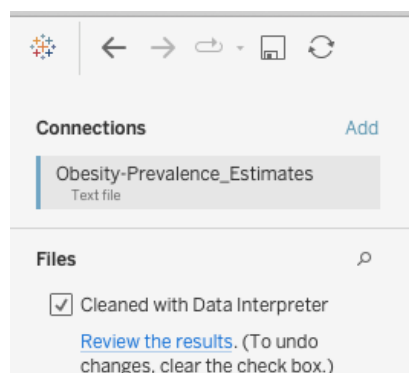 Connections Add
Obesity-Prevalence_Estimates
Text file
Files
Cleaned with Data Interpreter
Review the results. (To undo
changes, clear the check box.)